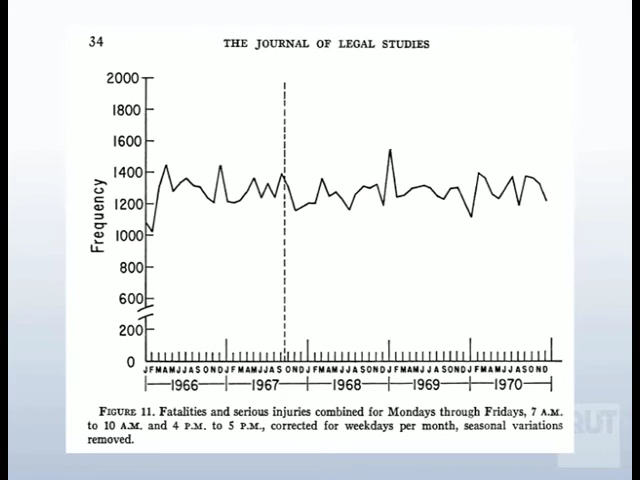 34 THE JOURNAL OF LEGAL STUDIES
2000
1800
1600
1400
1200
1000
800
600
200
0
Frequency
J F M A M J J A S O N D J F M A M J J A S O N D J F M A M J J A S O N D J F M A M J J A S O N D J F M A M J J A S O N D
1966 1967 1968 1969 1970
FIGURE 11. Fatalities and serious injuries combined for Mondays through Fridays, 7 A.M.
to 10 A.M. and 4 P.M. to 5 P.M., corrected for weekdays per month, seasonal variations
removed.
RUT